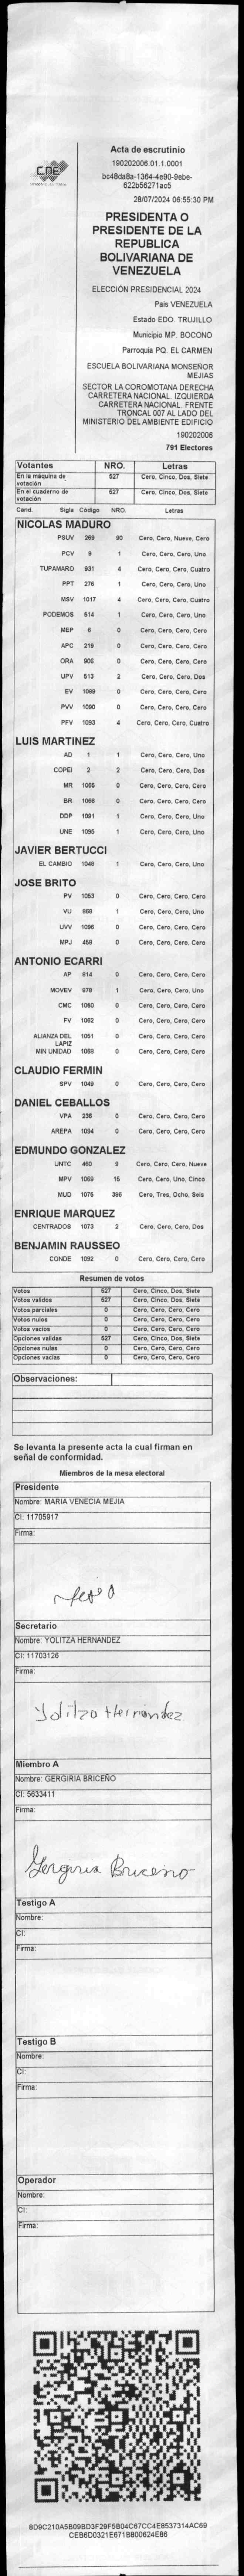 CNE
Acta de escrutinio
190202006.01.1.0001
bc48da8a-1364-4e90-9ebe-
622b56271ac5
28/07/2024 06:55:30 PM
PRESIDENTA O
PRESIDENTE DE LA
REPUBLICA
BOLIVARIANA DE
VENEZUELA
ELECCIÓN PRESIDENCIAL 2024
Pais VENEZUELA
Estado EDO. TRUJILLO
Municipio MP. BOCONO
Parroquia PQ. EL CARMEN
ESCUELA BOLIVARIANA MONSEÑOR
MEJIAS
SECTOR LA COROMOTANA DERECHA
CARRETERA NACIONAL. IZQUIERDA
CARRETERA NACIONAL. FRENTE
TRONCAL 007 AL LADO DEL
MINISTERIO DEL AMBIENTE EDIFICIO
190202006
791 Electores
Votantes NRO. Letras
En la máquina de votación 527 Cero, Cinco, Dos, Siete
En el cuaderno de votación 527 Cero, Cinco, Dos, Siete
Cand. Sigla Código NRO. Letras
NICOLAS MADURO
PSUV 269 90 Cero, Cero, Nueve, Cero
PCV 9 1 Cero, Cero, Cero, Uno
TUPAMARO 931 4 Cero, Cero, Cero, Cuatro
PPT 276 1 Cero, Cero, Cero, Uno
MSV 1017 4 Cero, Cero, Cero, Cuatro
PODEMOS 514 1 Cero, Cero, Cero, Uno
MEP 6 0 Cero, Cero, Cero, Cero
APC 219 0 Cero, Cero, Cero, Cero
ORA 906 0 Cero, Cero, Cero, Cero
UPV 513 2 Cero, Cero, Cero, Dos
EV 1089 0 Cero, Cero, Cero, Cero
PVV 1090 0 Cero, Cero, Cero, Cero
PFV 1093 4 Cero, Cero, Cero, Cuatro
LUIS MARTINEZ
AD 1 1 Cero, Cero, Cero, Uno
COPEI 2 2 Cero, Cero, Cero, Dos
MR 1065 0 Cero, Cero, Cero, Cero
BR 1066 0 Cero, Cero, Cero, Cero
DDP 1091 1 Cero, Cero, Cero, Uno
UNE 1095 1 Cero, Cero, Cero, Uno
JAVIER BERTUCCI
EL CAMBIO 1048 1 Cero, Cero, Cero, Uno
JOSE BRITO
PV 1053 0 Cero, Cero, Cero, Cero
VU 868 1 Cero, Cero, Cero, Uno
UVV 1096 0 Cero, Cero, Cero, Cero
MPJ 458 0 Cero, Cero, Cero, Cero
ANTONIO ECARRI
AP 814 0 Cero, Cero, Cero, Cero
MOVEV 978 1 Cero, Cero, Cero, Uno
CMC 1050 0 Cero, Cero, Cero, Cero
FV 1062 0 Cero, Cero, Cero, Cero
ALIANZA DEL LAPIZ 1051 0 Cero, Cero, Cero, Cero
MIN UNIDAD 1068 0 Cero, Cero, Cero, Cero
CLAUDIO FERMIN
SPV 1049 0 Cero, Cero, Cero, Cero
DANIEL CEBALLOS
VPA 236 0 Cero, Cero, Cero, Cero
AREPA 1094 0 Cero, Cero, Cero, Cero
EDMUNDO GONZALEZ
UNTC 460 9 Cero, Cero, Cero, Nueve
MPV 1069 15 Cero, Cero, Uno, Cinco
MUD 1075 386 Cero, Tres, Ocho, Seis
ENRIQUE MARQUEZ
CENTRADOS 1073 2 Cero, Cero, Cero, Dos
BENJAMIN RAUSSEO
CONDE 1092 0 Cero, Cero, Cero, Cero
Resumen de votos
Votos 527 Cero, Cinco, Dos, Siete
Votos validos 527 Cero, Cinco, Dos, Siete
Votos parciales 0 Cero, Cero, Cero, Cero
Votos nulos 0 Cero, Cero, Cero, Cero
Votos vacios 0 Cero, Cero, Cero, Cero
Opciones validas 527 Cero, Cinco, Dos, Siete
Opciones nulas 0 Cero, Cero, Cero, Cero
Opciones vacias 0 Cero, Cero, Cero, Cero
Observaciones:
Se levanta la presente acta la cual firman en
señal de conformidad.
Miembros de la mesa electoral
Presidente
Nombre: MARIA VENECIA MEJIA
CI: 11705917
Firma:
Secretario
Nombre: YOLITZA HERNANDEZ
CI: 11703126
Firma:
Yolitza Hernández
Miembro A
Nombre: GERGIRIA BRICEÑO
CI: 5633411
Firma:
Gergiria Briceño
Testigo A
Nombre:
CI:
Firma:
Testigo B
Nombre:
CI:
Firma:
Operador
Nombre:
CI:
Firma:
8D9C210A5B09BD3F29F5B04C67CC4E8537314AC69
CEB6D0321E671B800624E86